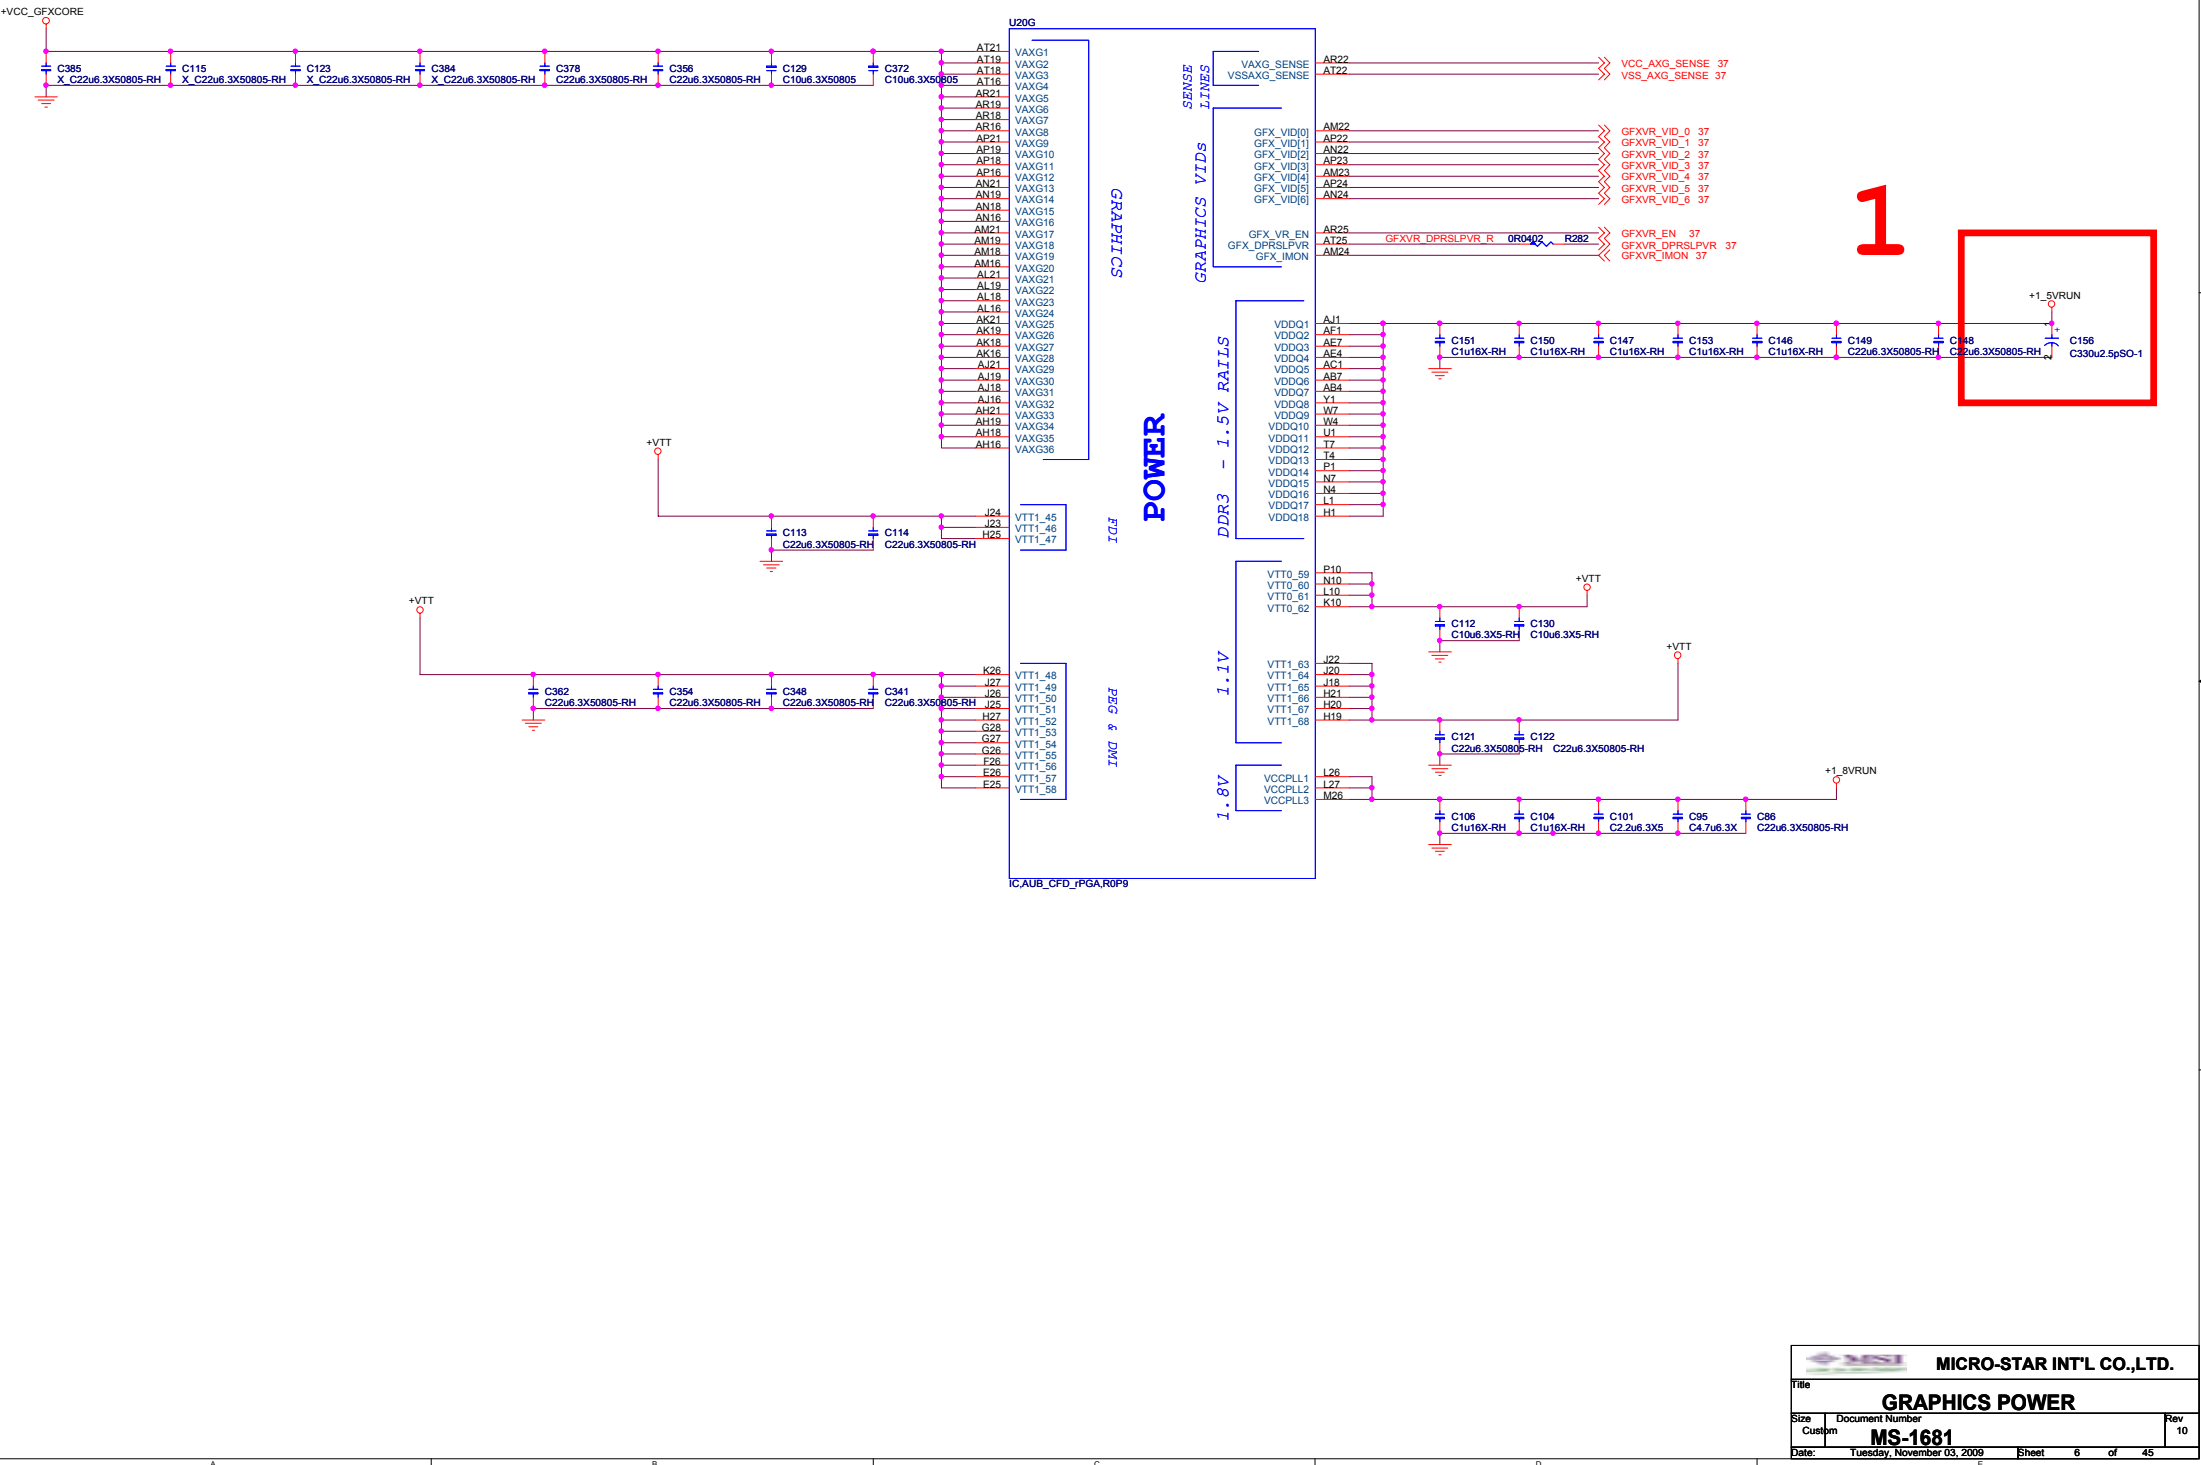 +VCC_GFXCORE
C385
X_C22u6.3X50805-RH
C115
X_C22u6.3X50805-RH
C123
X_C22u6.3X50805-RH
C384
X_C22u6.3X50805-RH
C378
C22u6.3X50805-RH
C356
C22u6.3X50805-RH
C129
C10u6.3X50805
C372
C10u6.3X50805
U20G
AT21 VAXG1
AT19 VAXG2
AT18 VAXG3
AT16 VAXG4
AR21 VAXG5
AR19 VAXG6
AR18 VAXG7
AR16 VAXG8
AP21 VAXG9
AP19 VAXG10
AP18 VAXG11
AP16 VAXG12
AN21 VAXG13
AN19 VAXG14
AN18 VAXG15
AN16 VAXG16
AM21 VAXG17
AM19 VAXG18
AM18 VAXG19
AM16 VAXG20
AL21 VAXG21
AL19 VAXG22
AL18 VAXG23
AL16 VAXG24
AK21 VAXG25
AK19 VAXG26
AK18 VAXG27
AK16 VAXG28
AJ21 VAXG29
AJ19 VAXG30
AJ18 VAXG31
AJ16 VAXG32
AH21 VAXG33
AH19 VAXG34
AH18 VAXG35
AH16 VAXG36
GRAPHICS
POWER
SENSE
LINES
VAXG_SENSE AR22 VCC_AXG_SENSE 37
VSSAXG_SENSE AT22 VSS_AXG_SENSE 37
GRAPHICS VIDs
GFX_VID[0] AM22 GFXVR_VID_0 37
GFX_VID[1] AP22 GFXVR_VID_1 37
GFX_VID[2] AN22 GFXVR_VID_2 37
GFX_VID[3] AP23 GFXVR_VID_3 37
GFX_VID[4] AM23 GFXVR_VID_4 37
GFX_VID[5] AP24 GFXVR_VID_5 37
GFX_VID[6] AN24 GFXVR_VID_6 37
GFX_VR_EN AR25 GFXVR_EN 37
GFX_DPRSLPVR AT25 GFXVR_DPRSLPVR_R 0R0402 R282 GFXVR_DPRSLPVR 37
GFX_IMON AM24 GFXVR_IMON 37
1
DDR3 - 1.5V RAILS
VDDQ1 AJ1
VDDQ2 AF1
VDDQ3 AE7
VDDQ4 AE4
VDDQ5 AC1
VDDQ6 AB7
VDDQ7 AB4
VDDQ8 Y1
VDDQ9 W7
VDDQ10 W4
VDDQ11 U1
VDDQ12 T7
VDDQ13 T4
VDDQ14 P1
VDDQ15 N7
VDDQ16 N4
VDDQ17 L1
VDDQ18 H1
+1_5VRUN
C151
C1u16X-RH
C150
C1u16X-RH
C147
C1u16X-RH
C153
C1u16X-RH
C146
C1u16X-RH
C149
C22u6.3X50805-RH
C148
C22u6.3X50805-RH
1
+
2
C156
C330u2.5pSO-1
+VTT
C113
C22u6.3X50805-RH
C114
C22u6.3X50805-RH
J24 VTT1_45
J23 VTT1_46
H25 VTT1_47
FDI
1.1V
VTT0_59 P10
VTT0_60 N10
VTT0_61 L10
VTT0_62 K10
+VTT
C112
C10u6.3X5-RH
C130
C10u6.3X5-RH
+VTT
C362
C22u6.3X50805-RH
C354
C22u6.3X50805-RH
C348
C22u6.3X50805-RH
C341
C22u6.3X50805-RH
K26 VTT1_48
J27 VTT1_49
J26 VTT1_50
J25 VTT1_51
H27 VTT1_52
G28 VTT1_53
G27 VTT1_54
G26 VTT1_55
F26 VTT1_56
E26 VTT1_57
E25 VTT1_58
PEG & DMI
VTT1_63 J22
VTT1_64 J20
VTT1_65 J18
VTT1_66 H21
VTT1_67 H20
VTT1_68 H19
+VTT
C121
C22u6.3X50805-RH
C122
C22u6.3X50805-RH
1.8V
VCCPLL1 L26
VCCPLL2 L27
VCCPLL3 M26
+1_8VRUN
C106
C1u16X-RH
C104
C1u16X-RH
C101
C2.2u6.3X5
C95
C4.7u6.3X
C86
C22u6.3X50805-RH
IC,AUB_CFD_rPGA,R0P9
MSI MICRO-STAR INT'L CO.,LTD.
Title
GRAPHICS POWER
Size Document Number Rev
Custom MS-1681 10
Date: Tuesday, November 03, 2009 Sheet 6 of 45
A B C D E